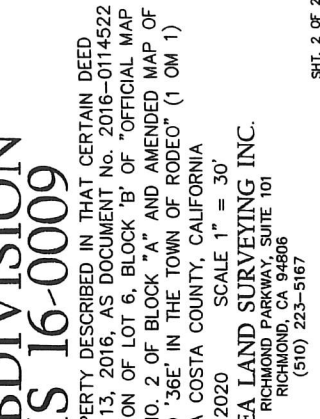 BDIVISION
S 16-0009
PERTY DESCRIBED IN THAT CERTAIN DEED
13, 2016, AS DOCUMENT No. 2016-0114522
ON OF LOT 6, BLOCK 'B' OF "OFFICIAL MAP
NO. 2 OF BLOCK "A" AND AMENDED MAP OF
'36E' IN THE TOWN OF RODEO" (1 OM 1)
COSTA COUNTY, CALIFORNIA
2020 SCALE 1" = 30'
EA LAND SURVEYING INC.
RICHMOND PARKWAY, SUITE 101
RICHMOND, CA 94806
(510) 223-5167
SHT. 2 OF 2